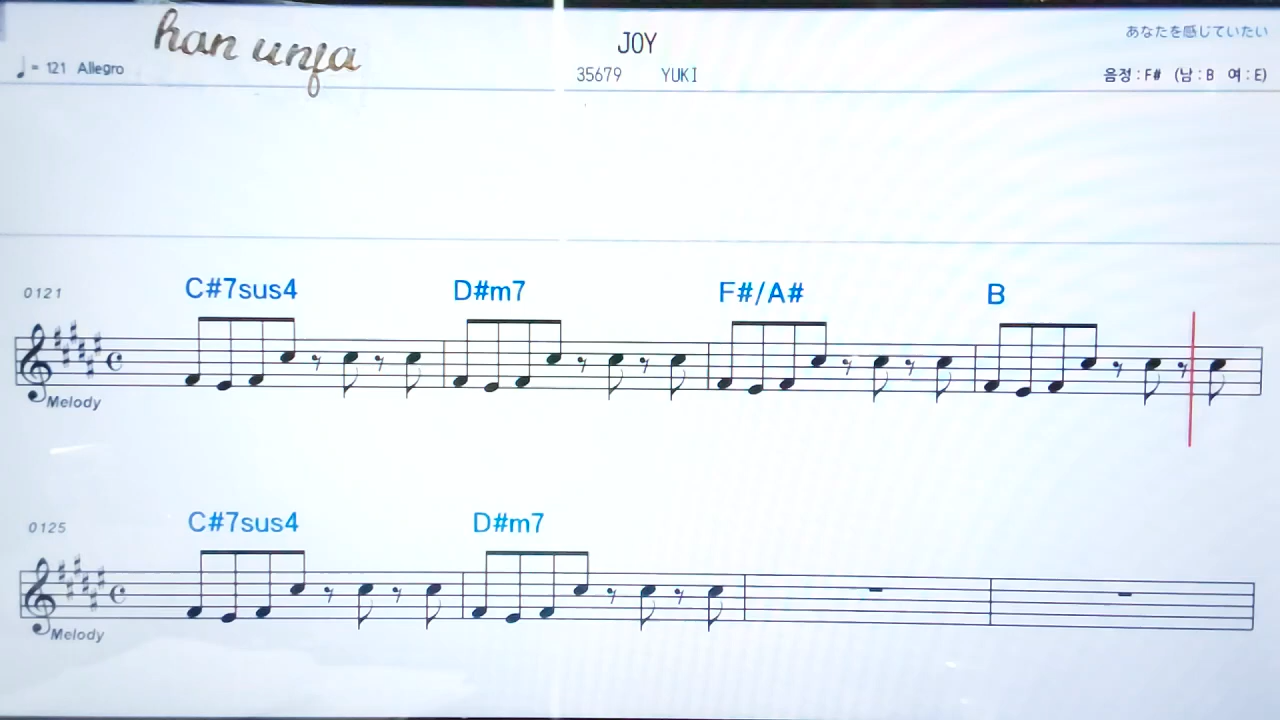 han unja
JOY
あなたを感じていたい
♩= 121 Allegro
35679 YUKI
음정 : F# (남 : B 여 : E)
0121
C#7sus4 D#m7 F#/A# B
Melody
0125
C#7sus4 D#m7
Melody